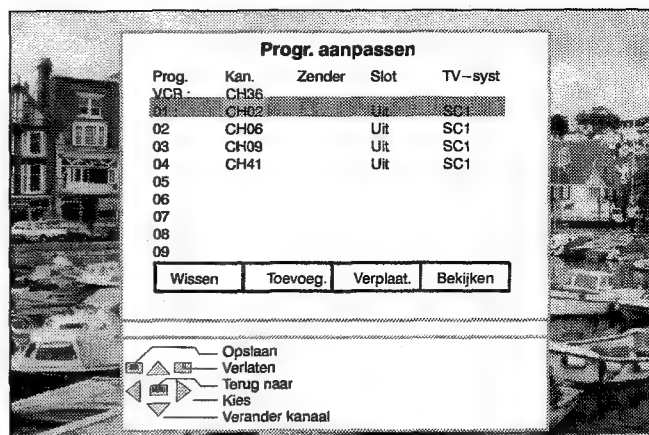 Progr. aanpassen
Prog. Kan. Zender Slot TV-syst
VCR : CH36
01 : CH02 Uit SC1
02 CH06 Uit SC1
03 CH09 Uit SC1
04 CH41 Uit SC1
05
06
07
08
09
Wissen Toevoeg. Verplaat. Bekijken
Opslaan
Verlaten
Terug naar
Kies
Verander kanaal